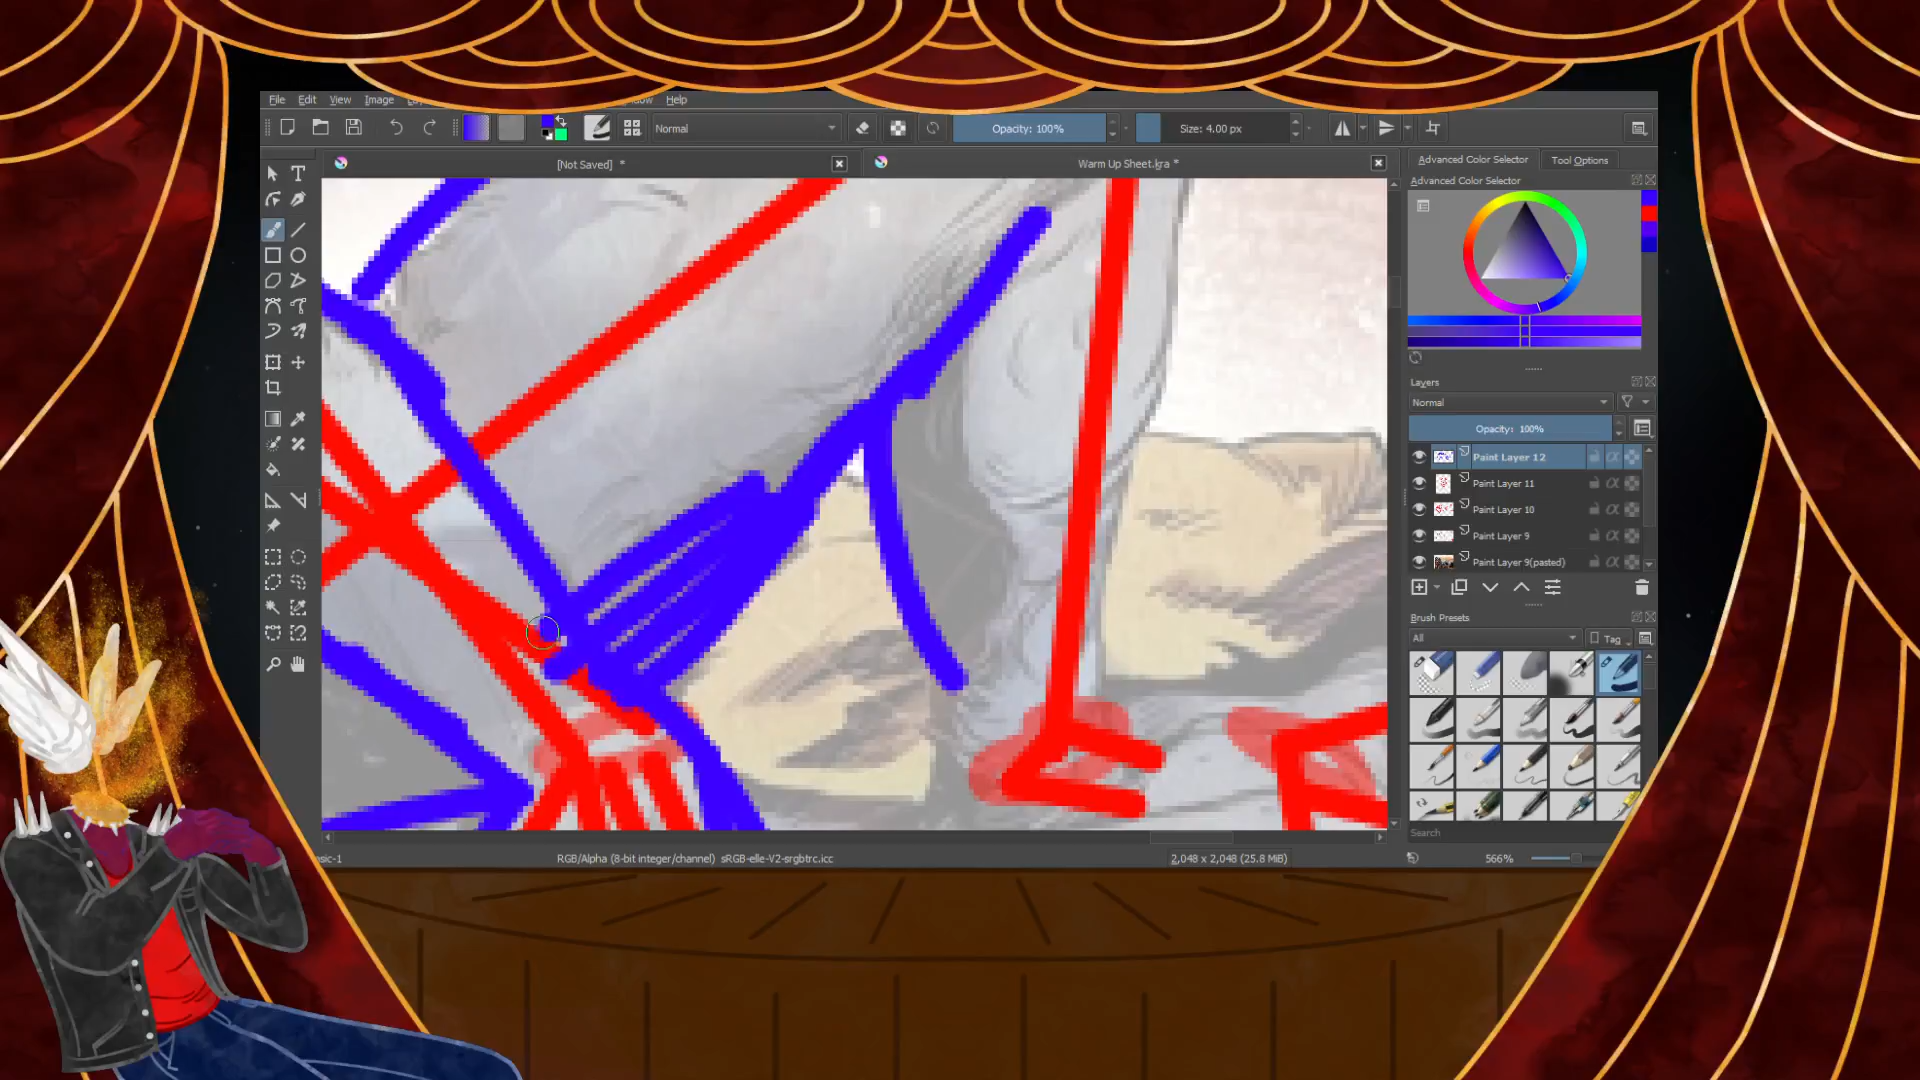 File Edit View Image Help
Normal
Opacity: 100%
Size: 4.00 px
[Not Saved] *
Warm Up Sheet.kra *
Advanced Color Selector
Tool Options
Advanced Color Selector
Layers
Normal
Opacity: 100%
Paint Layer 12
Paint Layer 11
Paint Layer 10
Paint Layer 9
Paint Layer 9(pasted)
Brush Presets
All
Tag
Search
RGB/Alpha (8-bit integer/channel) sRGB-elle-V2-srgbtrc.icc
2,048 x 2,048 (25.8 MiB)
566%